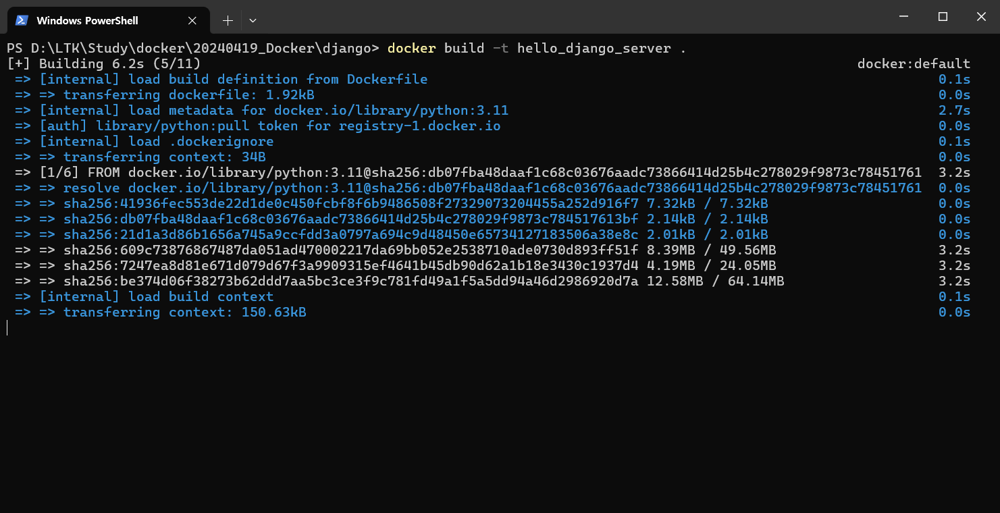 Windows PowerShell
PS D:\LTK\Study\docker\20240419_Docker\django> docker build -t hello_django_server .
[+] Building 6.2s (5/11) docker:default
=> [internal] load build definition from Dockerfile 0.1s
=> => transferring dockerfile: 1.92kB 0.0s
=> [internal] load metadata for docker.io/library/python:3.11 2.7s
=> [auth] library/python:pull token for registry-1.docker.io 0.0s
=> [internal] load .dockerignore 0.1s
=> => transferring context: 34B 0.0s
=> [1/6] FROM docker.io/library/python:3.11@sha256:db07fba48daaf1c68c03676aadc73866414d25b4c278029f9873c78451761 3.2s
=> => resolve docker.io/library/python:3.11@sha256:db07fba48daaf1c68c03676aadc73866414d25b4c278029f9873c78451761 0.0s
=> => sha256:41936fec553de22d1de0c450fcbf8f6b9486508f27329073204455a252d916f7 7.32kB / 7.32kB 0.0s
=> => sha256:db07fba48daaf1c68c03676aadc73866414d25b4c278029f9873c784517613bf 2.14kB / 2.14kB 0.0s
=> => sha256:21d1a3d86b1656a745a9ccfdd3a0797a694c9d48450e65734127183506a38e8c 2.01kB / 2.01kB 0.0s
=> => sha256:609c73876867487da051ad470002217da69bb052e2538710ade0730d893ff51f 8.39MB / 49.56MB 3.2s
=> => sha256:7247ea8d81e671d079d67f3a9909315ef4641b45db90d62a1b18e3430c1937d4 4.19MB / 24.05MB 3.2s
=> => sha256:be374d06f38273b62ddd7aa5bc3ce3f9c781fd49a1f5a5dd94a46d2986920d7a 12.58MB / 64.14MB 3.2s
=> [internal] load build context 0.1s
=> => transferring context: 150.63kB 0.0s